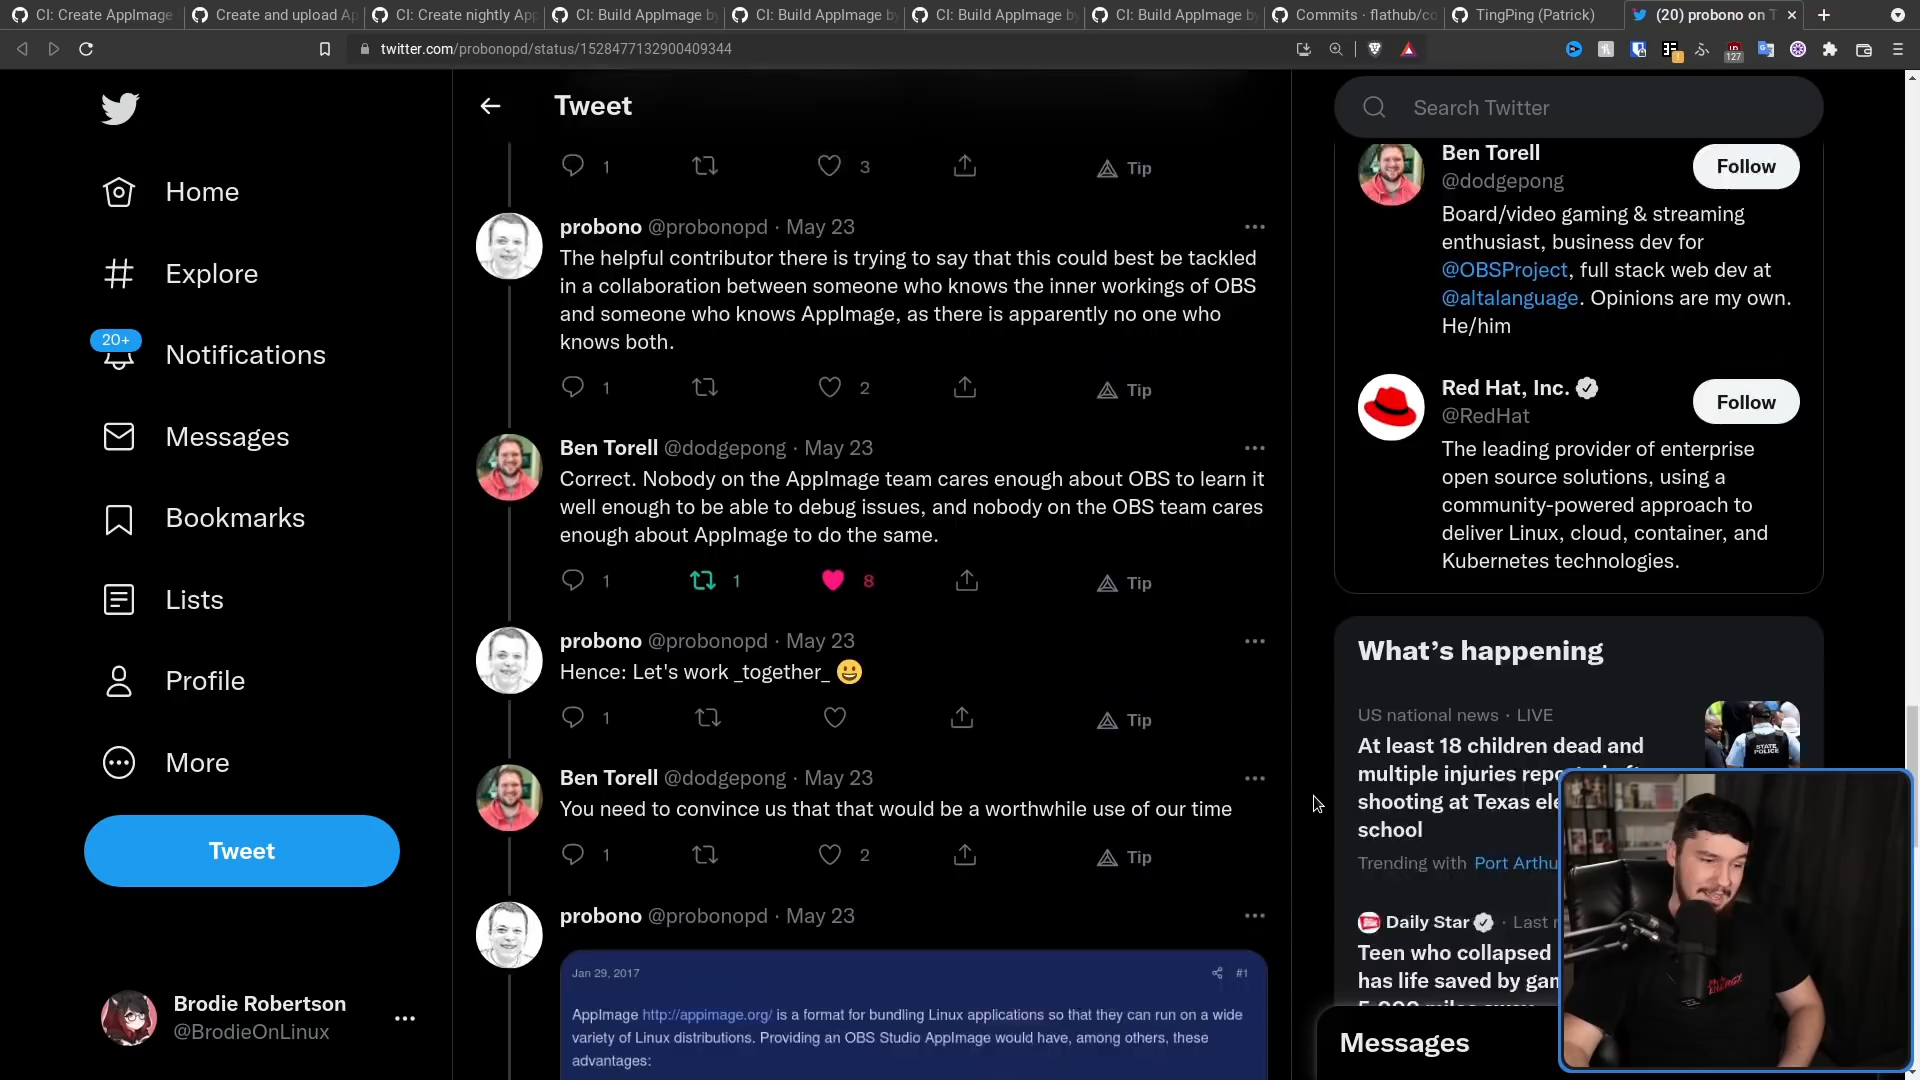 CI: Create AppImage
Create and upload Ap
CI: Create nightly App
CI: Build AppImage by
CI: Build AppImage by
CI: Build AppImage by
CI: Build AppImage by
Commits · flathub/co
TingPing (Patrick)
(20) probono on T
twitter.com/probonopd/status/1528477132900409344
127
Home
Explore
20+
Notifications
Messages
Bookmarks
Lists
Profile
More
Tweet
Brodie Robertson
@BrodieOnLinux
Tweet
1
3
Tip
probono @probonopd · May 23
The helpful contributor there is trying to say that this could best be tackled
in a collaboration between someone who knows the inner workings of OBS
and someone who knows AppImage, as there is apparently no one who
knows both.
1
2
Tip
Ben Torell @dodgepong · May 23
Correct. Nobody on the AppImage team cares enough about OBS to learn it
well enough to be able to debug issues, and nobody on the OBS team cares
enough about AppImage to do the same.
1
1
8
Tip
probono @probonopd · May 23
Hence: Let's work _together_ 😀
1
Tip
Ben Torell @dodgepong · May 23
You need to convince us that that would be a worthwhile use of our time
1
2
Tip
probono @probonopd · May 23
Jan 29, 2017
#1
AppImage http://appimage.org/ is a format for bundling Linux applications so that they can run on a wide
variety of Linux distributions. Providing an OBS Studio AppImage would have, among others, these
advantages:
Search Twitter
Ben Torell
@dodgepong
Follow
Board/video gaming & streaming
enthusiast, business dev for
@OBSProject, full stack web dev at
@altalanguage. Opinions are my own.
He/him
Red Hat, Inc.
@RedHat
Follow
The leading provider of enterprise
open source solutions, using a
community-powered approach to
deliver Linux, cloud, container, and
Kubernetes technologies.
What's happening
US national news · LIVE
At least 18 children dead and
multiple injuries
shooting at Texas
school
Trending with Port Arthu
STATE
POLICE
Daily Star · Last
Teen who collapsed
has life saved by
Messages